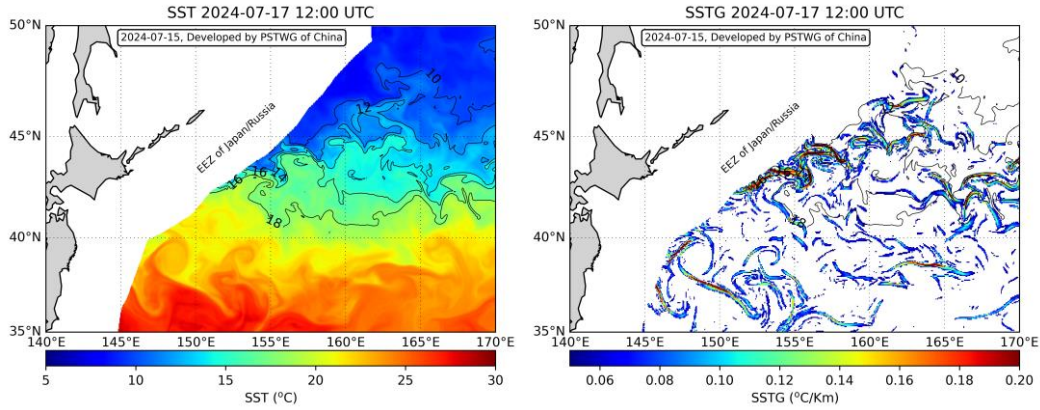 SST 2024-07-17 12:00 UTC
2024-07-15, Developed by PSTWG of China
50°N
45°N
40°N
35°N
EEZ of Japan/Russia
10
12
16
16
14
18
140°E
145°E
150°E
155°E
160°E
165°E
170°E
5
10
15
20
25
30
SST (°C)
SSTG 2024-07-17 12:00 UTC
2024-07-15, Developed by PSTWG of China
50°N
45°N
40°N
35°N
EEZ of Japan/Russia
10
18
140°E
145°E
150°E
155°E
160°E
165°E
170°E
0.06
0.08
0.10
0.12
0.14
0.16
0.18
0.20
SSTG (°C/Km)